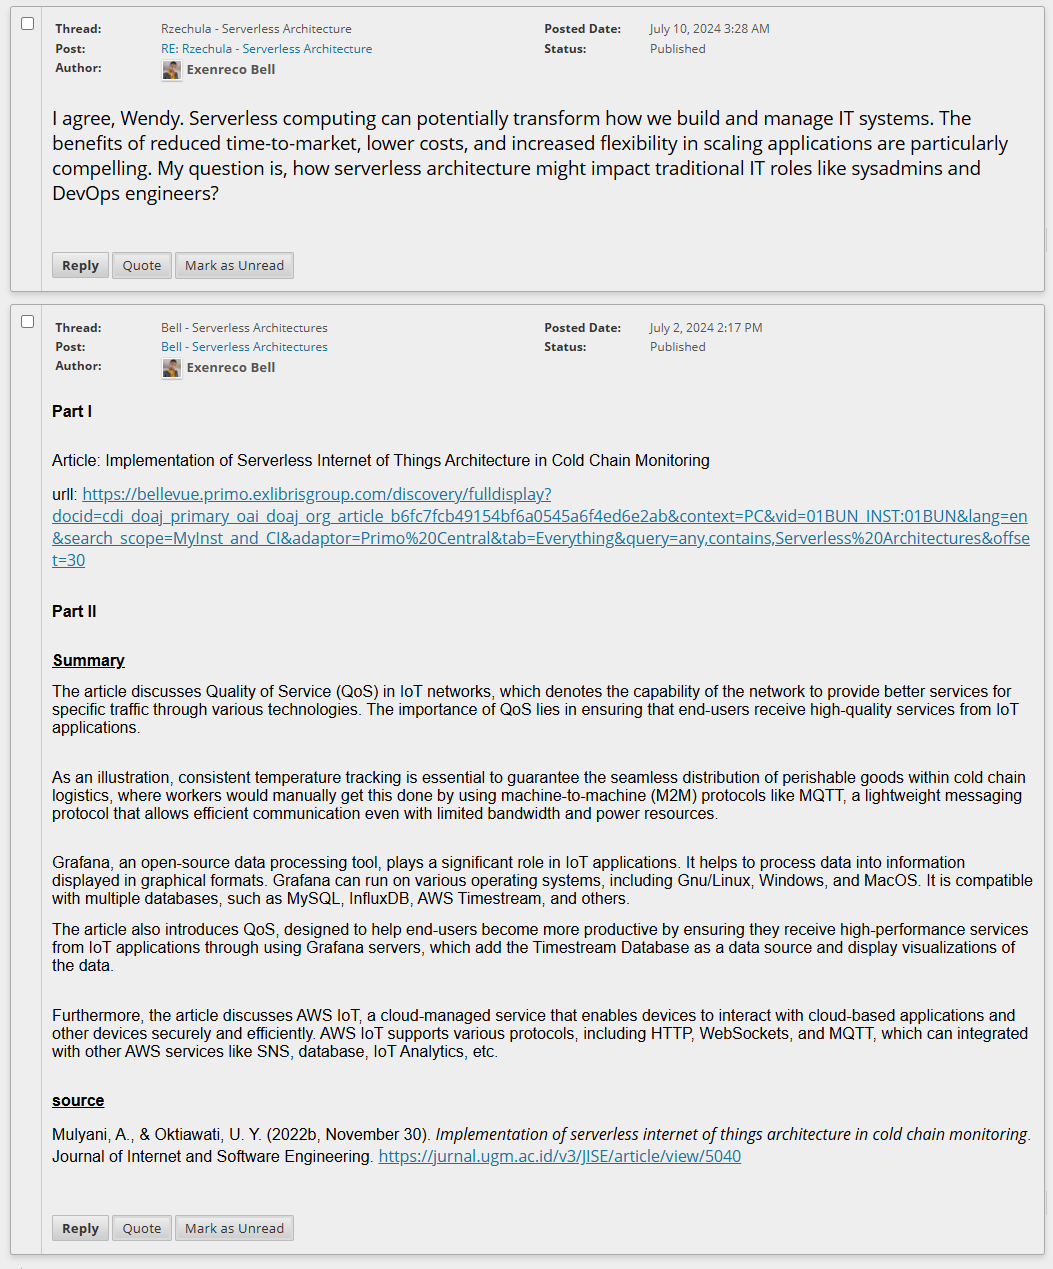 Thread: Rzechula - Serverless Architecture Posted Date: July 10, 2024 3:28 AM
Post: RE: Rzechula - Serverless Architecture Status: Published
Author: Exenreco Bell
I agree, Wendy. Serverless computing can potentially transform how we build and manage IT systems. The
benefits of reduced time-to-market, lower costs, and increased flexibility in scaling applications are particularly
compelling. My question is, how serverless architecture might impact traditional IT roles like sysadmins and
DevOps engineers?
Reply Quote Mark as Unread
Thread: Bell - Serverless Architectures Posted Date: July 2, 2024 2:17 PM
Post: Bell - Serverless Architectures Status: Published
Author: Exenreco Bell
Part I
Article: Implementation of Serverless Internet of Things Architecture in Cold Chain Monitoring
urll: https://bellevue.primo.exlibrisgroup.com/discovery/fulldisplay?
docid=cdi_doaj_primary_oai_doaj_org_article_b6fc7fcb49154bf6a0545a6f4ed6e2ab&context=PC&vid=01BUN_INST:01BUN&lang=en
&search_scope=MyInst_and_CI&adaptor=Primo%20Central&tab=Everything&query=any,contains,Serverless%20Architectures&offse
t=30
Part II
Summary
The article discusses Quality of Service (QoS) in IoT networks, which denotes the capability of the network to provide better services for
specific traffic through various technologies. The importance of QoS lies in ensuring that end-users receive high-quality services from IoT
applications.
As an illustration, consistent temperature tracking is essential to guarantee the seamless distribution of perishable goods within cold chain
logistics, where workers would manually get this done by using machine-to-machine (M2M) protocols like MQTT, a lightweight messaging
protocol that allows efficient communication even with limited bandwidth and power resources.
Grafana, an open-source data processing tool, plays a significant role in IoT applications. It helps to process data into information
displayed in graphical formats. Grafana can run on various operating systems, including Gnu/Linux, Windows, and MacOS. It is compatible
with multiple databases, such as MySQL, InfluxDB, AWS Timestream, and others.
The article also introduces QoS, designed to help end-users become more productive by ensuring they receive high-performance services
from IoT applications through using Grafana servers, which add the Timestream Database as a data source and display visualizations of
the data.
Furthermore, the article discusses AWS IoT, a cloud-managed service that enables devices to interact with cloud-based applications and
other devices securely and efficiently. AWS IoT supports various protocols, including HTTP, WebSockets, and MQTT, which can integrated
with other AWS services like SNS, database, IoT Analytics, etc.
source
Mulyani, A., & Oktiawati, U. Y. (2022b, November 30). Implementation of serverless internet of things architecture in cold chain monitoring.
Journal of Internet and Software Engineering. https://jurnal.ugm.ac.id/v3/JISE/article/view/5040
Reply Quote Mark as Unread